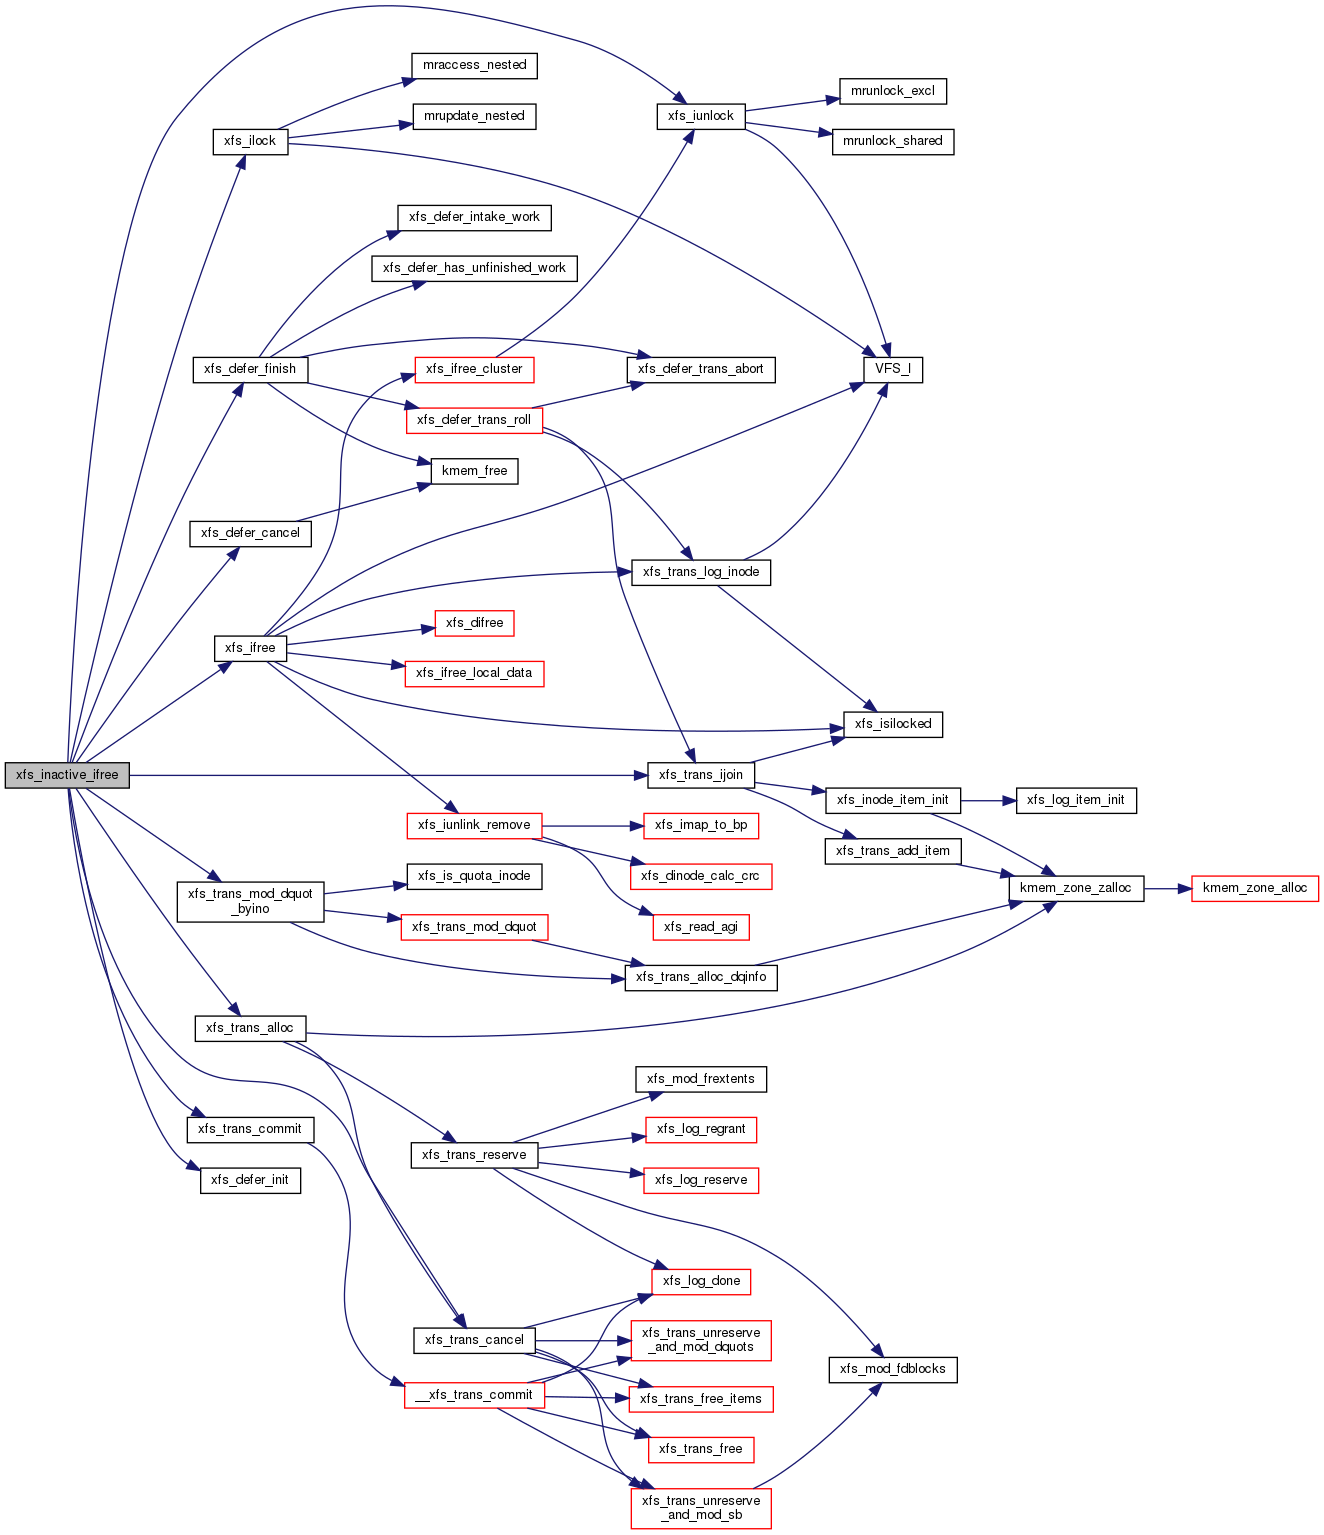 mraccess_nested
mrunlock_excl
mrupdate_nested
xfs_iunlock
xfs_ilock
mrunlock_shared
xfs_defer_intake_work
xfs_defer_has_unfinished_work
xfs_defer_finish
xfs_ifree_cluster
xfs_defer_trans_abort
VFS_I
xfs_defer_trans_roll
kmem_free
xfs_defer_cancel
xfs_trans_log_inode
xfs_difree
xfs_ifree
xfs_ifree_local_data
xfs_isilocked
xfs_inactive_ifree
xfs_trans_ijoin
xfs_inode_item_init
xfs_log_item_init
xfs_iunlink_remove
xfs_imap_to_bp
xfs_trans_add_item
xfs_is_quota_inode
xfs_dinode_calc_crc
kmem_zone_zalloc
kmem_zone_alloc
xfs_trans_mod_dquot
_byino
xfs_trans_mod_dquot
xfs_read_agi
xfs_trans_alloc_dqinfo
xfs_trans_alloc
xfs_mod_frextents
xfs_trans_commit
xfs_log_regrant
xfs_trans_reserve
xfs_defer_init
xfs_log_reserve
xfs_log_done
xfs_trans_cancel
xfs_trans_unreserve
_and_mod_dquots
xfs_mod_fdblocks
__xfs_trans_commit
xfs_trans_free_items
xfs_trans_free
xfs_trans_unreserve
_and_mod_sb